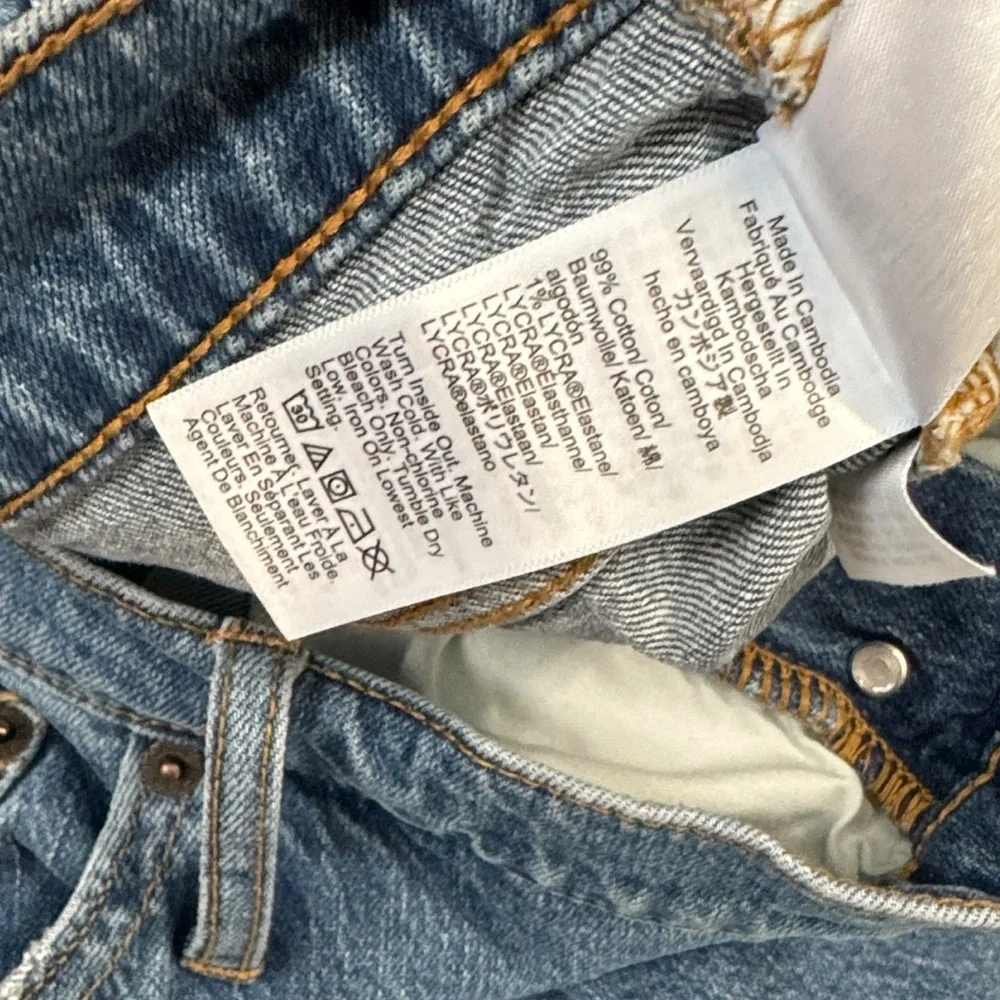 Made In Cambodia
Fabriqué Au Cambodge
Hergestellt In
Kambodscha
Vervaardigd In Cambodja
カンボジア製
hecho en camboya
99% Cotton/ Coton/
Baumwolle/ Katoen/ 綿/
algodón
1% LYCRA®Elastane/
LYCRA®Élasthanne/
LYCRA®Elastan/
LYCRA®Elastaan/
LYCRA®ポリウレタン/
LYCRA®elastano
Turn Inside Out, Machine
Wash Cold. With Like
Colors. Non-chlorine
Bleach Only. Tumble Dry
Low. Iron On Lowest
Setting.
30
Retourner, Laver À La
Machine À L'eau Froide.
Laver En Séparant Les
Couleurs. Seulement
Agent De Blanchiment